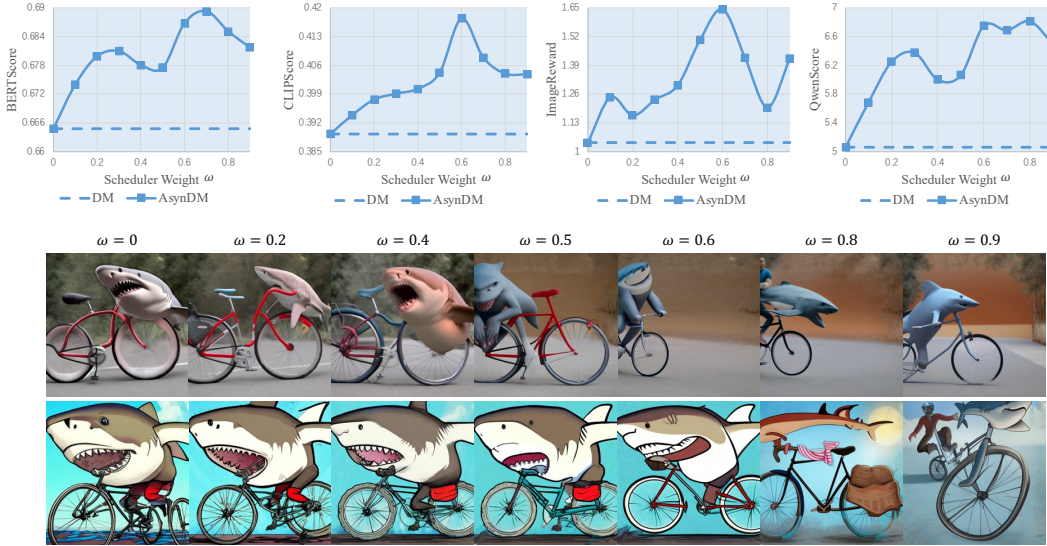 BERTScore
0.69
0.684
0.678
0.672
0.666
0.66
0 0.2 0.4 0.6 0.8
Scheduler Weight ω
DM AsynDM
CLIPScore
0.42
0.413
0.406
0.399
0.392
0.385
0 0.2 0.4 0.6 0.8
Scheduler Weight ω
DM AsynDM
ImageReward
1.65
1.52
1.39
1.26
1.13
1
0 0.2 0.4 0.6 0.8
Scheduler Weight ω
DM AsynDM
QwenScore
7
6.6
6.2
5.8
5.4
5
0 0.2 0.4 0.6 0.8
Scheduler Weight ω
DM AsynDM
ω = 0 ω = 0.2 ω = 0.4 ω = 0.5 ω = 0.6 ω = 0.8 ω = 0.9